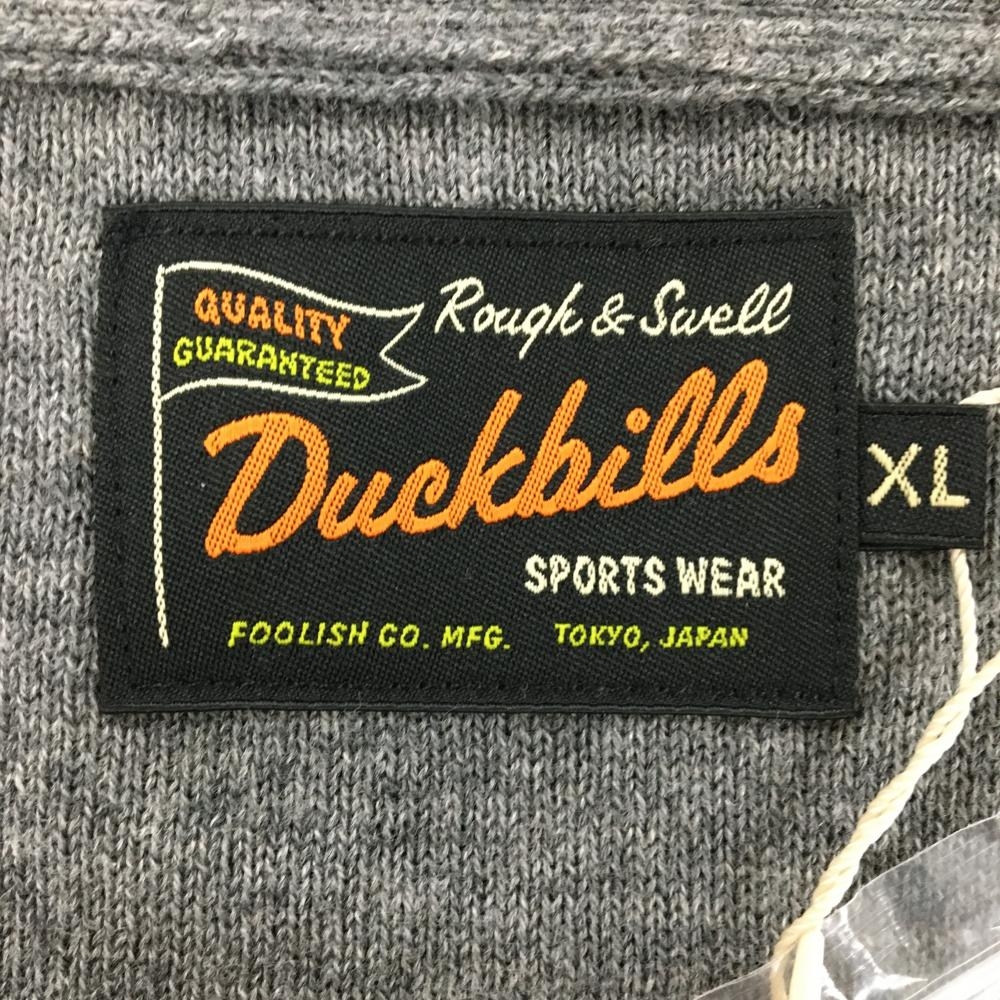 QUALITY
GUARANTEED
Rough & Swell
Duckbills
SPORTS WEAR
FOOLISH CO. MFG. TOKYO, JAPAN
XL